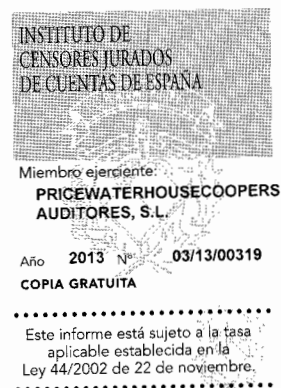 INSTITUTO DE
CENSORES JURADOS
DE CUENTAS DE ESPAÑA
Miembro ejerciente:
PRICEWATERHOUSECOOPERS
AUDITORES, S.L.
Año 2013 Nº 03/13/00319
COPIA GRATUITA
Este informe está sujeto a la tasa
aplicable establecida en la
Ley 44/2002 de 22 de noviembre.